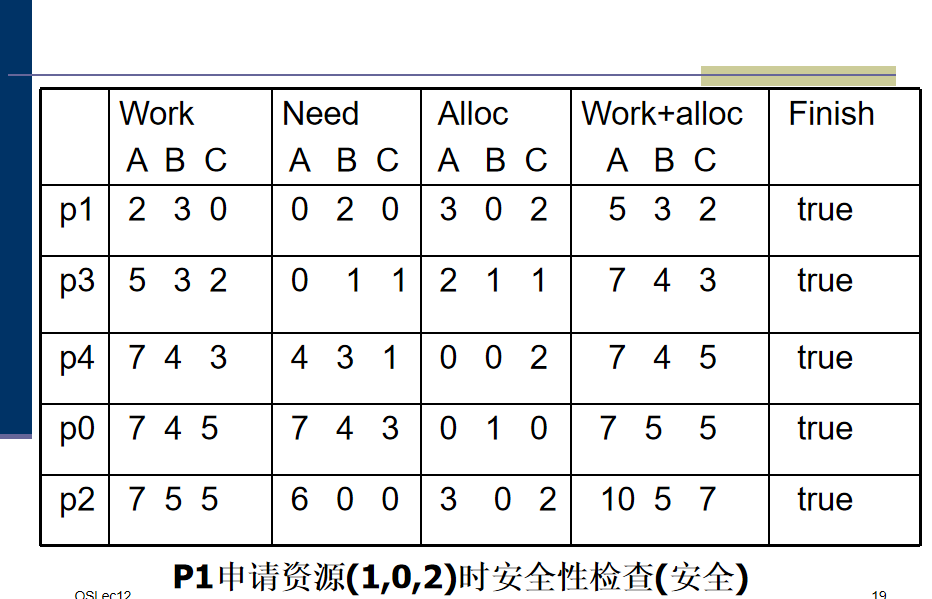 Work Need Alloc Work+alloc Finish
A B C A B C A B C A B C
p1 2 3 0 0 2 0 3 0 2 5 3 2 true
p3 5 3 2 0 1 1 2 1 1 7 4 3 true
p4 7 4 3 4 3 1 0 0 2 7 4 5 true
p0 7 4 5 7 4 3 0 1 0 7 5 5 true
p2 7 5 5 6 0 0 3 0 2 10 5 7 true
P1申请资源(1,0,2)时安全性检查(安全)
OSLec12 19